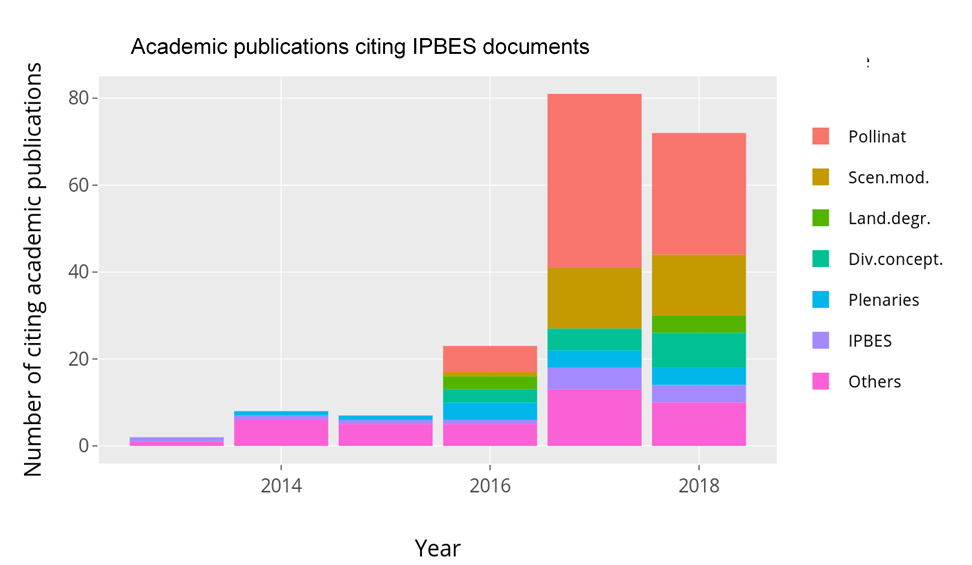 Academic publications citing IPBES documents
Number of citing academic publications
80
60
40
20
0
2014
2016
2018
Year
Pollinat
Scen.mod.
Land.degr.
Div.concept.
Plenaries
IPBES
Others